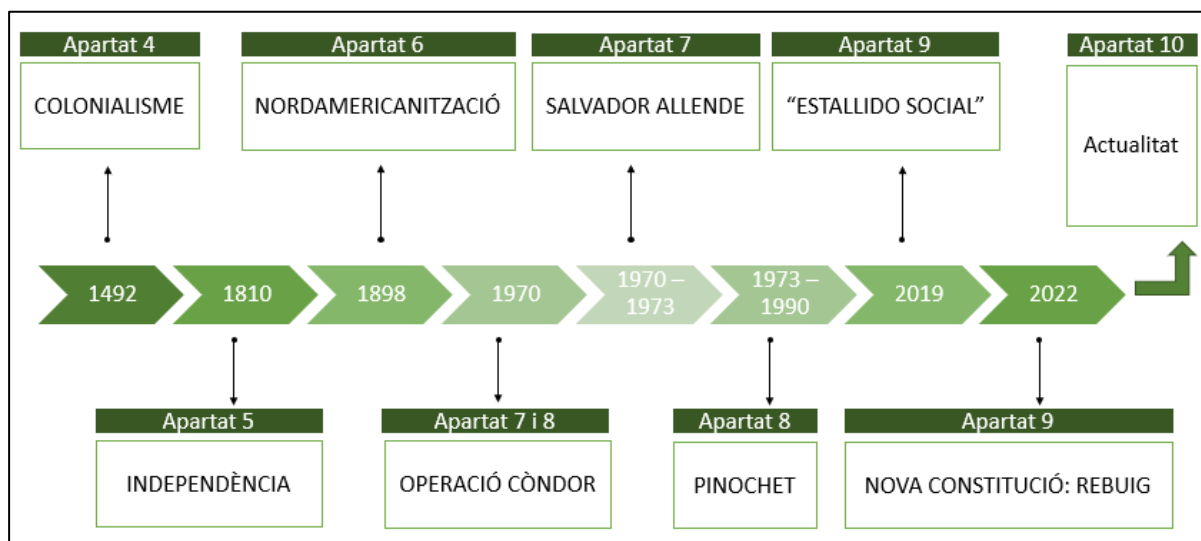 Apartat 4
COLONIALISME
Apartat 6
NORDAMERICANITZACIÓ
Apartat 7
SALVADOR ALLENDE
Apartat 9
“ESTALLIDO SOCIAL”
Apartat 10
Actualitat
1492
1810
1898
1970
1970 –
1973
1973 –
1990
2019
2022
Apartat 5
INDEPENDÈNCIA
Apartat 7 i 8
OPERACIÓ CÒNDOR
Apartat 8
PINOCHET
Apartat 9
NOVA CONSTITUCIÓ: REBUIG